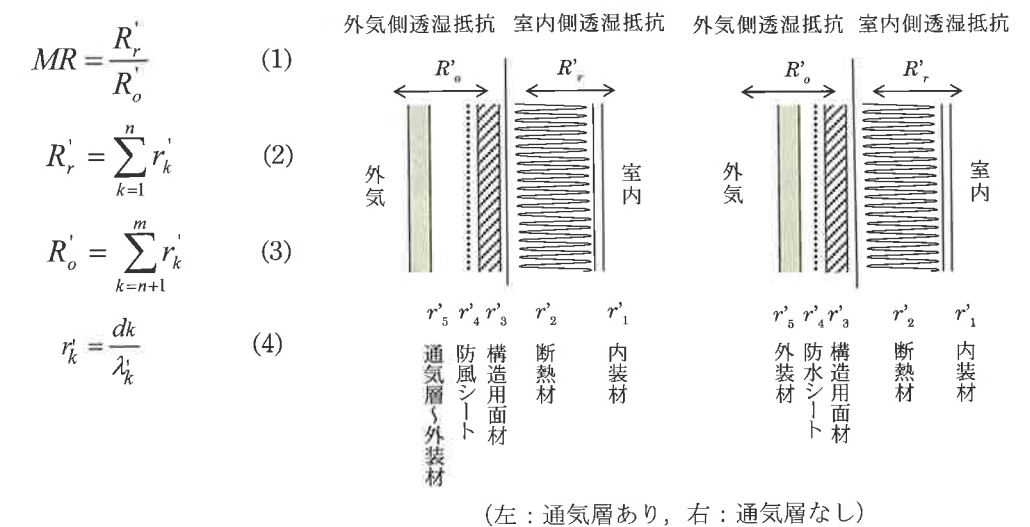 MR = R'_r / R'_o (1)
R'_r = \sum_{k=1}^{n} r'_k (2)
R'_o = \sum_{k=n+1}^{m} r'_k (3)
r'_k = dk / λ'_k (4)
外気側透湿抵抗 室内側透湿抵抗
R'_o R'_r
外気
室内
r'_5 r'_4 r'_3 r'_2 r'_1
通気層~外装材
防風シート
構造用面材
断熱材
内装材
外気側透湿抵抗 室内側透湿抵抗
R'_o R'_r
外気
室内
r'_5 r'_4 r'_3 r'_2 r'_1
外装材
防水シート
構造用面材
断熱材
内装材
(左:通気層あり,右:通気層なし)